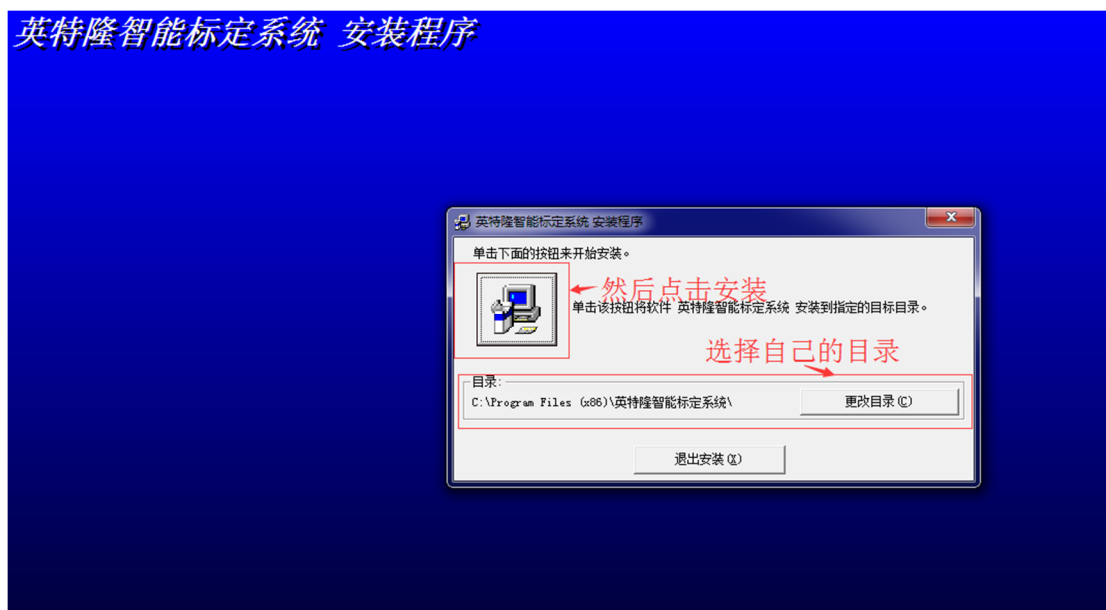 英特隆智能标定系统 安装程序
英特隆智能标定系统 安装程序
单击下面的按钮来开始安装。
然后点击安装
单击该按钮将软件 英特隆智能标定系统 安装到指定的目标目录。
选择自己的目录
目录:
C:\Program Files (x86)\英特隆智能标定系统\
更改目录(C)
退出安装(X)